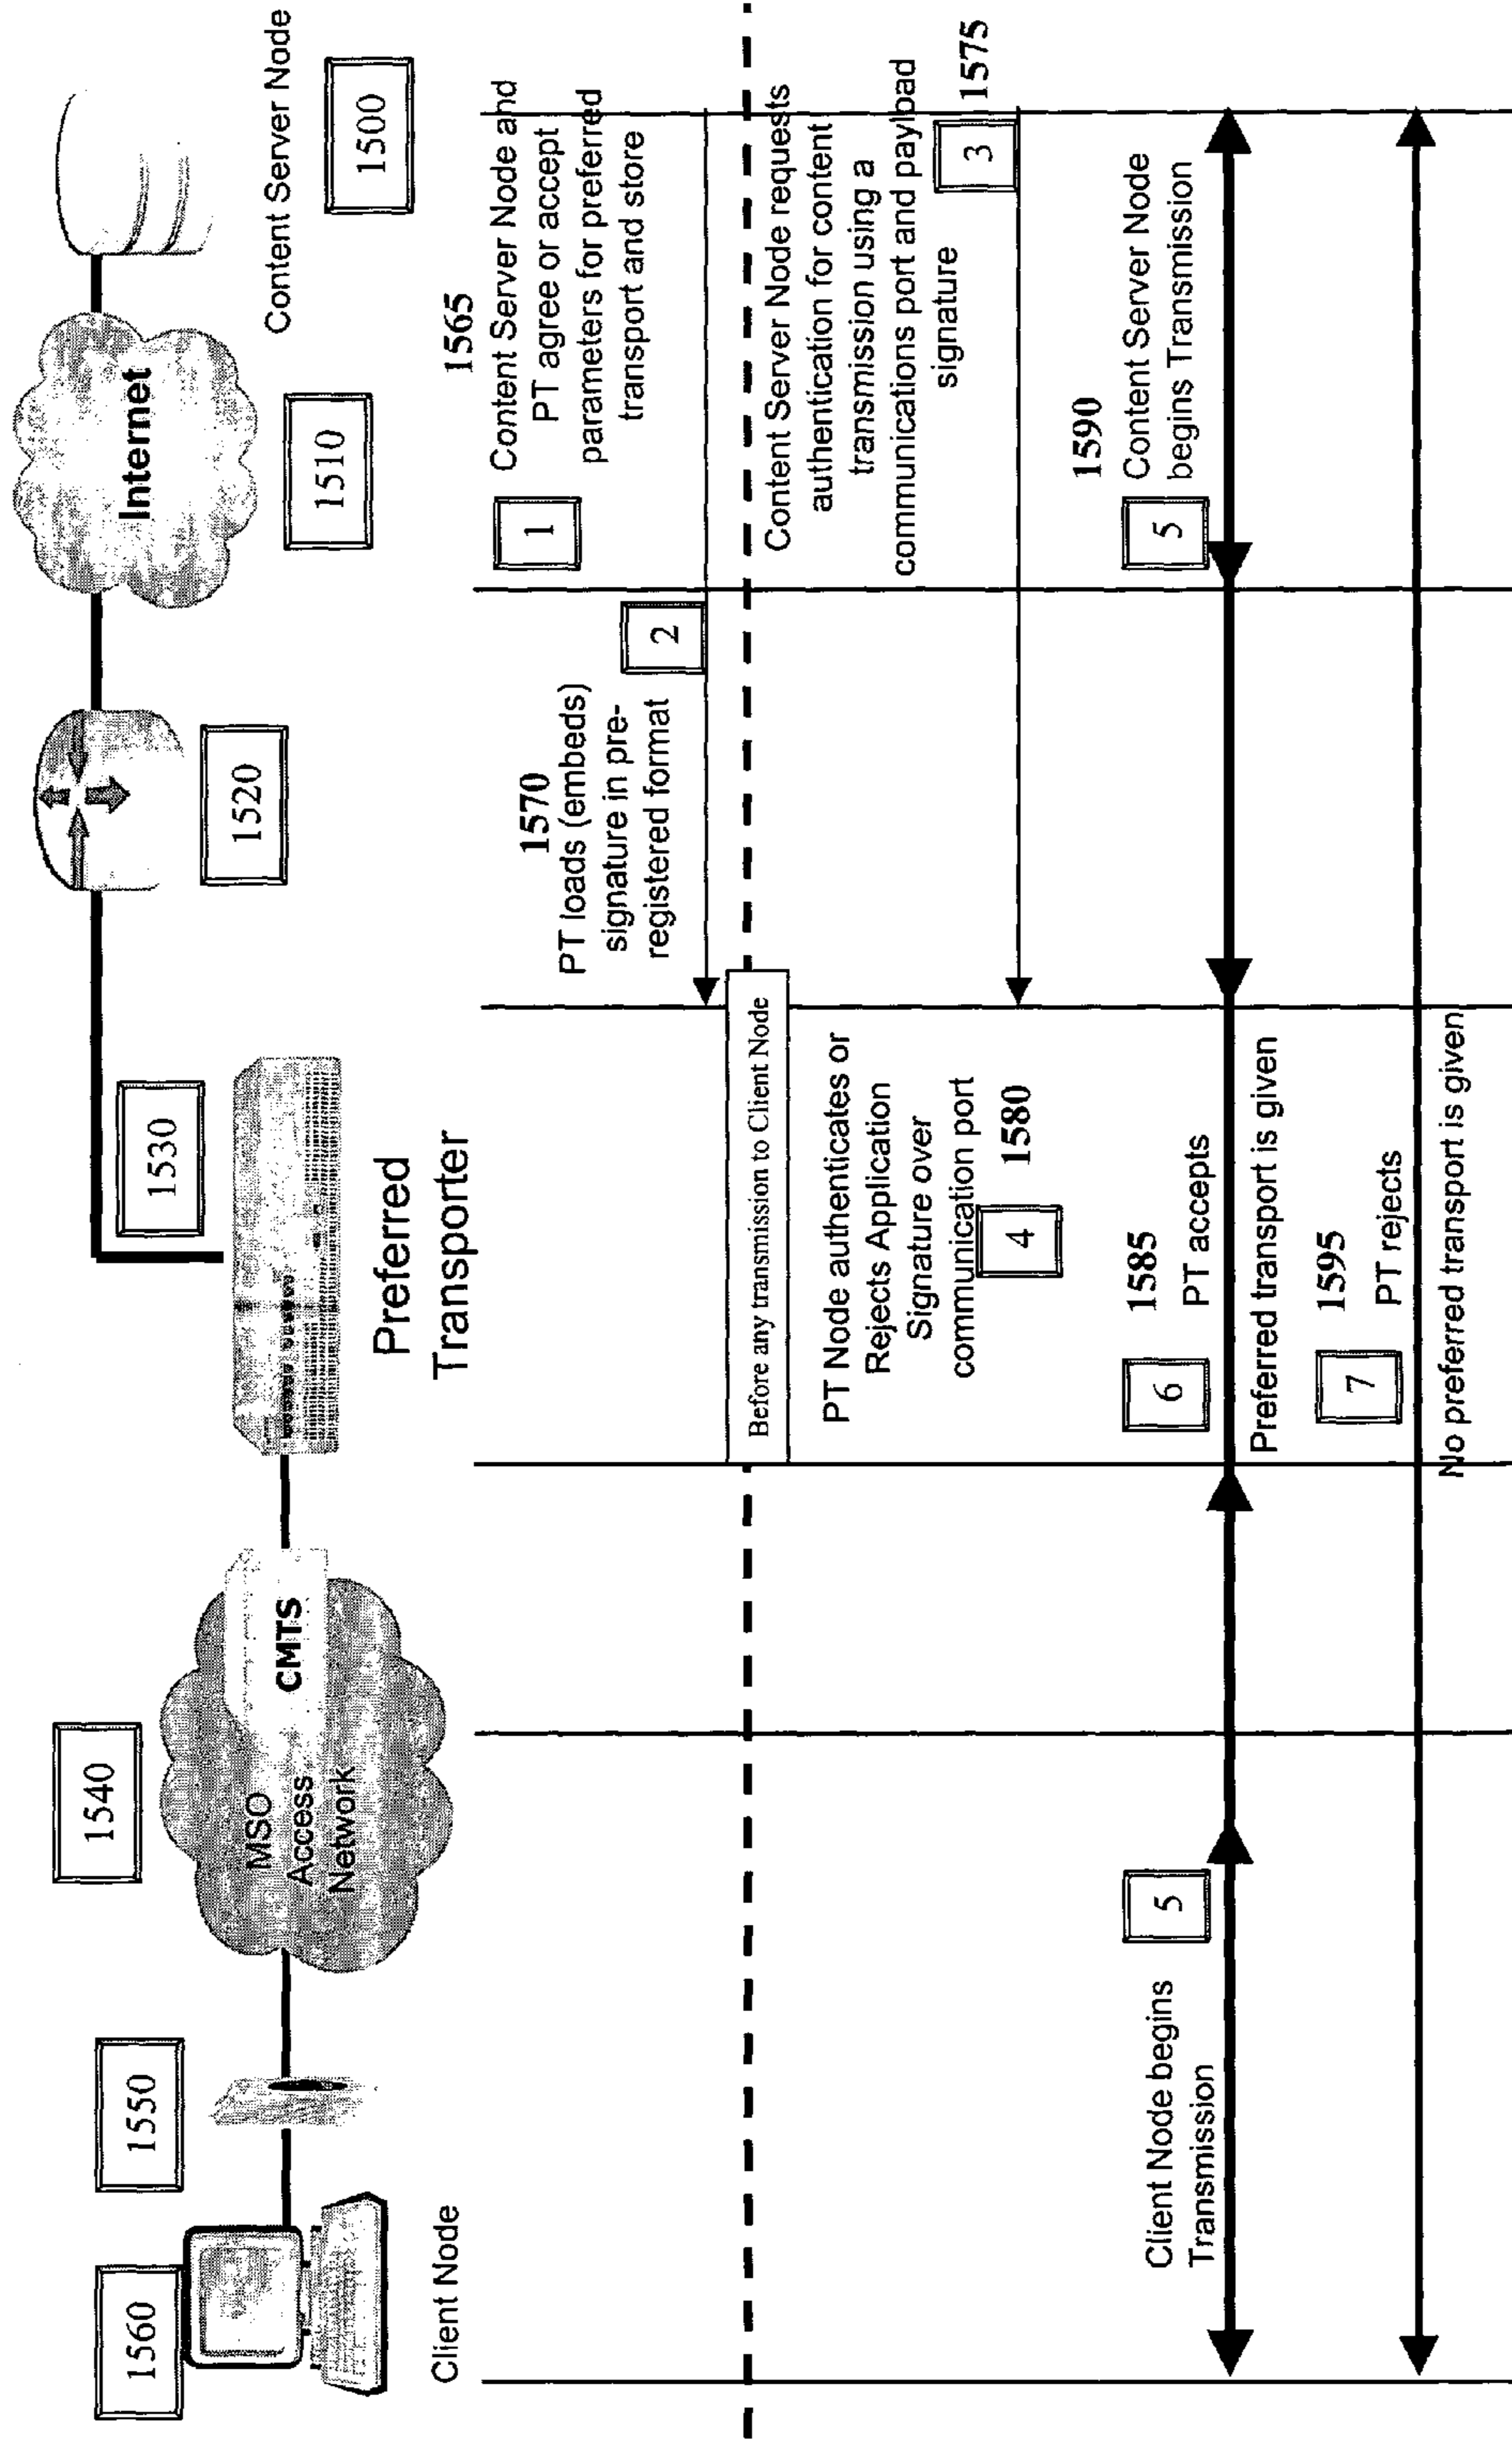 1560
Client Node
1550
1540
MSO
Access
Network
CMTS
1530
Preferred
Transporter
1520
Internet
1510
Content Server Node
1500
1565
1
Content Server Node and
PT agree or accept
parameters for preferred
transport and store
1570
PT loads (embeds)
signature in pre-
registered format
2
Before any transmission to Client Node
Content Server Node requests
authentification for content
transmission using a
communications port and payload
signature
3
1575
PT Node authenticates or
Rejects Application
Signature over
communication port
4
1580
Client Node begins
Transmission
5
6
1585
PT accepts
Preferred transport is given
1590
5
Content Server Node
begins Transmission
7
1595
PT rejects
No preferred transport is given